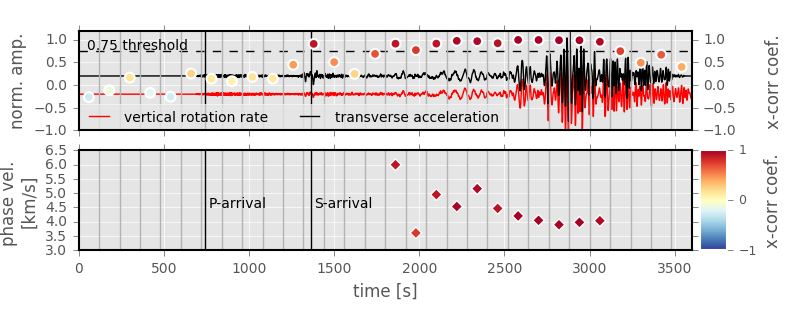 norm. amp.
1.0
0.5
0.0
−0.5
−1.0
0.75 threshold
vertical rotation rate
transverse acceleration
1.0
0.5
0.0
−0.5
−1.0
x-corr coef.
phase vel.
[km/s]
6.5
6.0
5.5
5.0
4.5
4.0
3.5
3.0
P-arrival
S-arrival
0
500
1000
1500
2000
2500
3000
3500
time [s]
1
0
−1
x-corr coef.